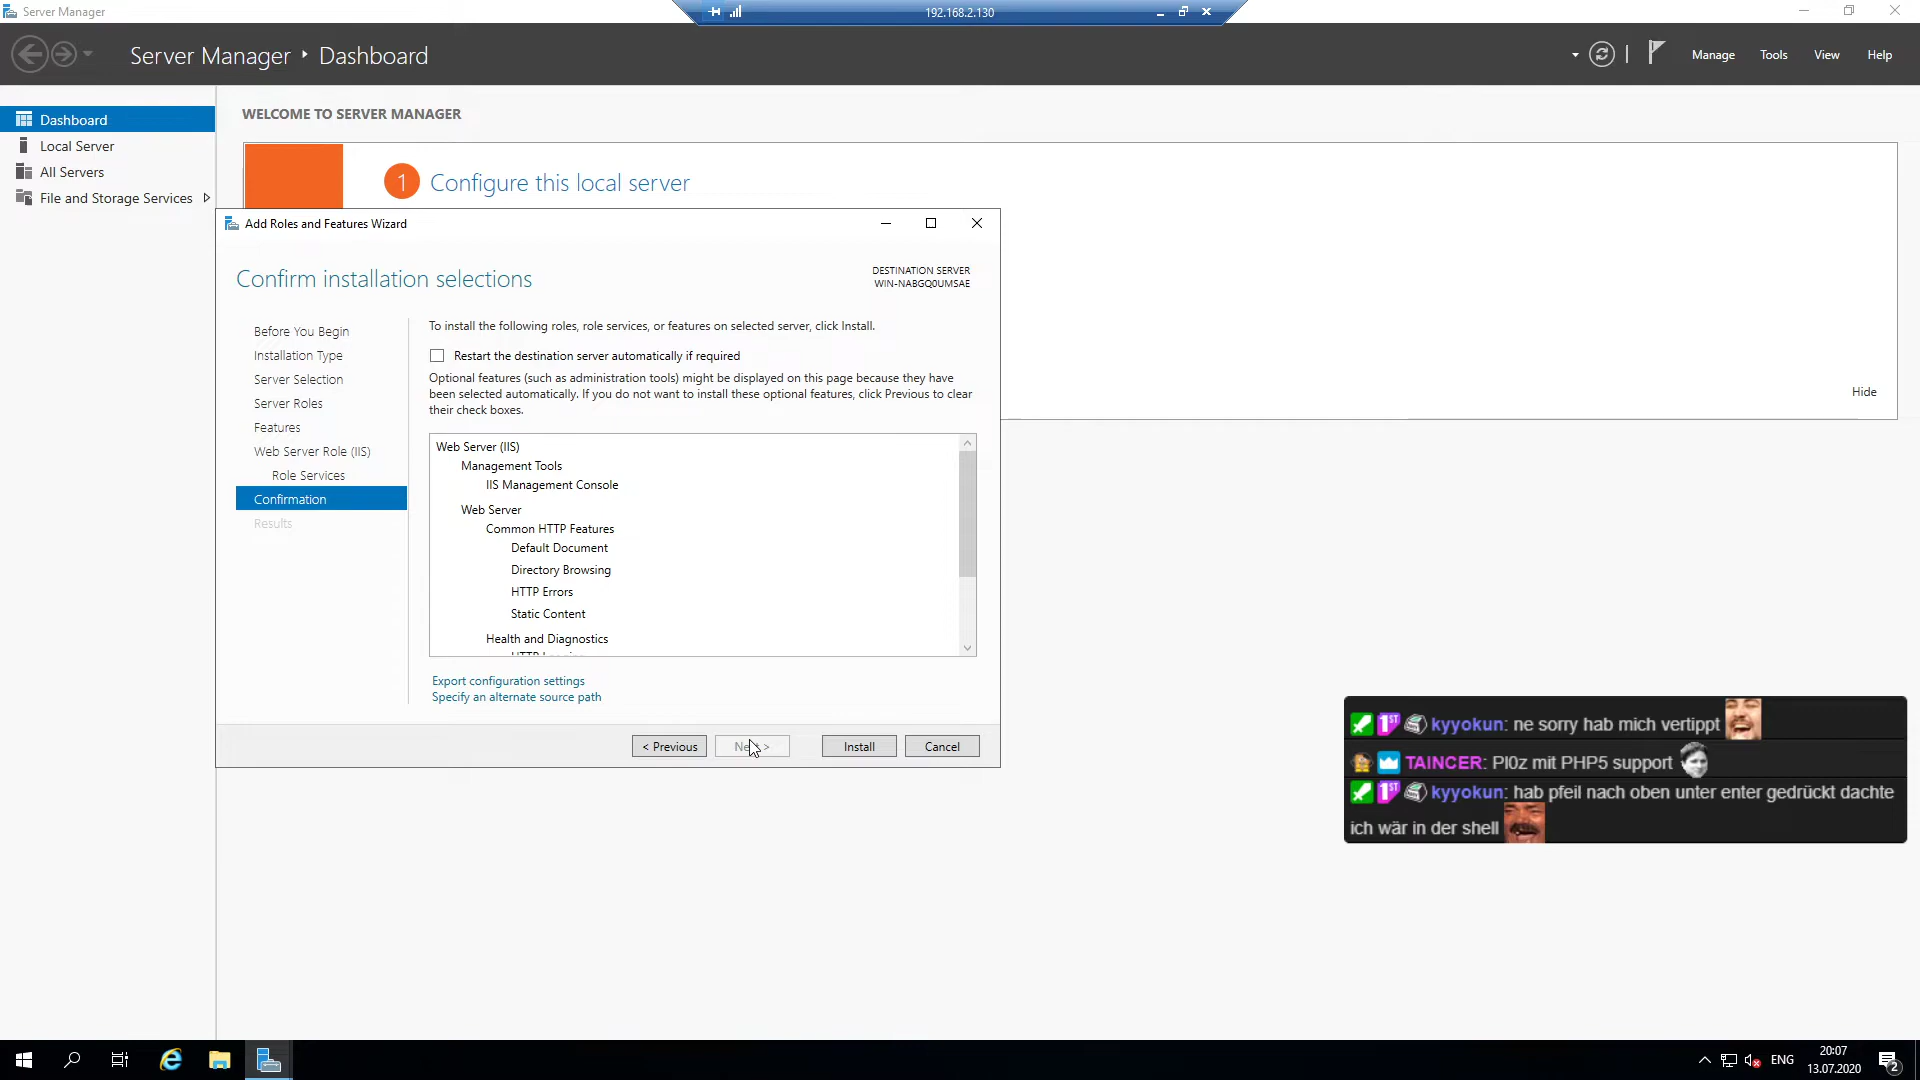 Server Manager
192.168.2.130
Server Manager
Dashboard
Manage
Tools
View
Help
Dashboard
Local Server
All Servers
File and Storage Services
WELCOME TO SERVER MANAGER
1
Configure this local server
Hide
Add Roles and Features Wizard
Confirm installation selections
DESTINATION SERVER
WIN-NABGQ0UMSAE
Before You Begin
Installation Type
Server Selection
Server Roles
Features
Web Server Role (IIS)
Role Services
Confirmation
Results
To install the following roles, role services, or features on selected server, click Install.
Restart the destination server automatically if required
Optional features (such as administration tools) might be displayed on this page because they have
been selected automatically. If you do not want to install these optional features, click Previous to clear
their check boxes.
Web Server (IIS)
Management Tools
IIS Management Console
Web Server
Common HTTP Features
Default Document
Directory Browsing
HTTP Errors
Static Content
Health and Diagnostics
Export configuration settings
Specify an alternate source path
< Previous
Install
Cancel
1ST kyyokun: ne sorry hab mich vertippt
TAINCER: Pl0z mit PHP5 support
1ST kyyokun: hab pfeil nach oben unter enter gedrückt dachte
ich wär in der shell
ENG
20:07
13.07.2020
2